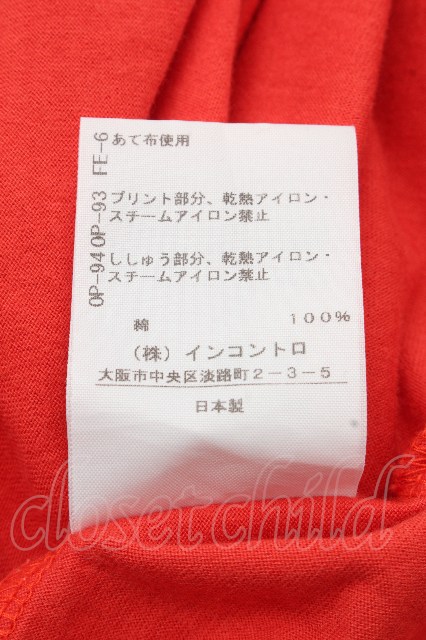 FE-6 あて布使用
OP-93 プリント部分、乾熱アイロン・
スチームアイロン禁止
OP-94 ししゅう部分、乾熱アイロン・
スチームアイロン禁止
綿 100%
(株) インコントロ
大阪市中央区淡路町2-3-5
日本製
closet child